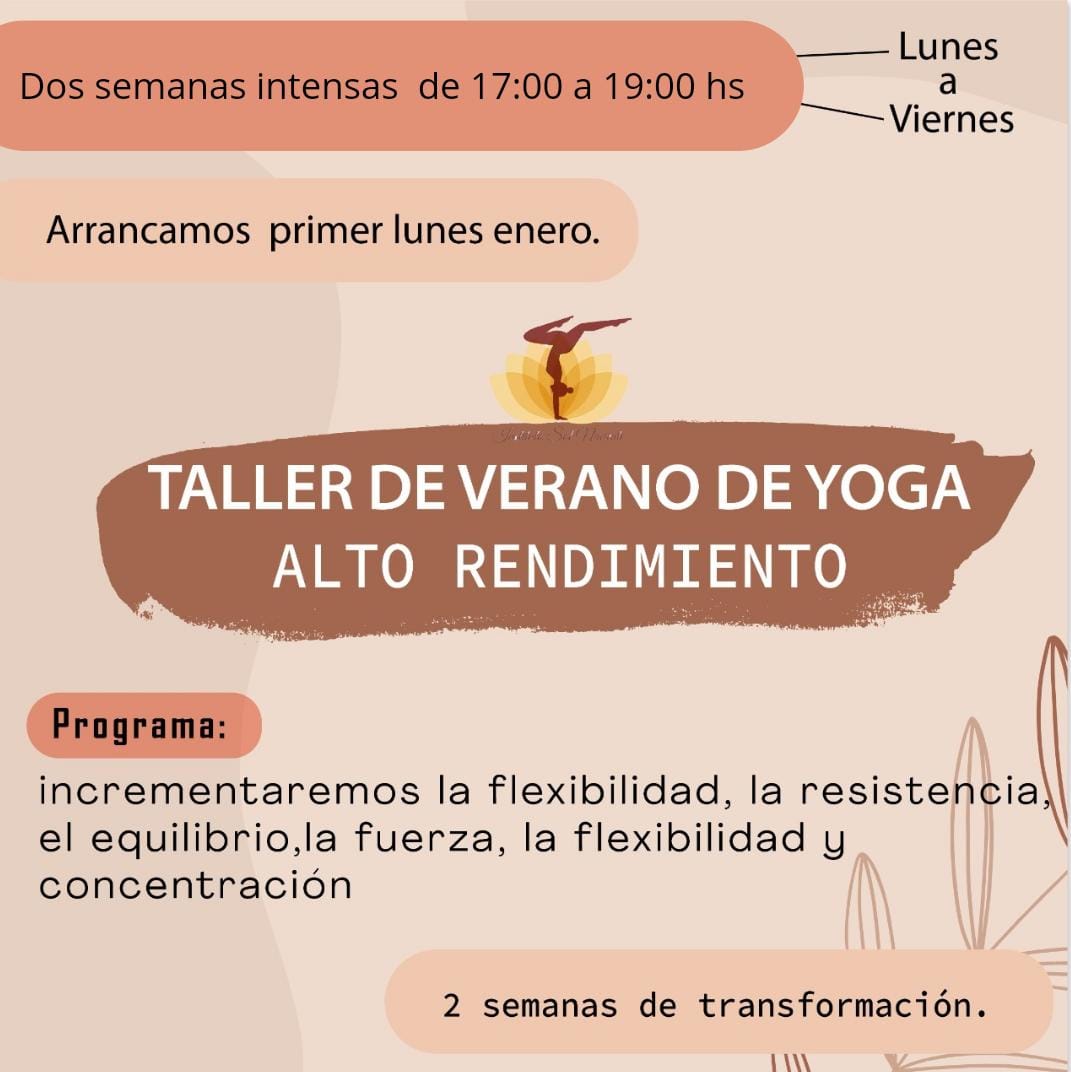 Dos semanas intensas de 17:00 a 19:00 hs
Lunes
a
Viernes
Arrancamos primer lunes enero.
TALLER DE VERANO DE YOGA
ALTO RENDIMIENTO
Programa:
incrementaremos la flexibilidad, la resistencia,
el equilibrio,la fuerza, la flexibilidad y
concentración
2 semanas de transformación.